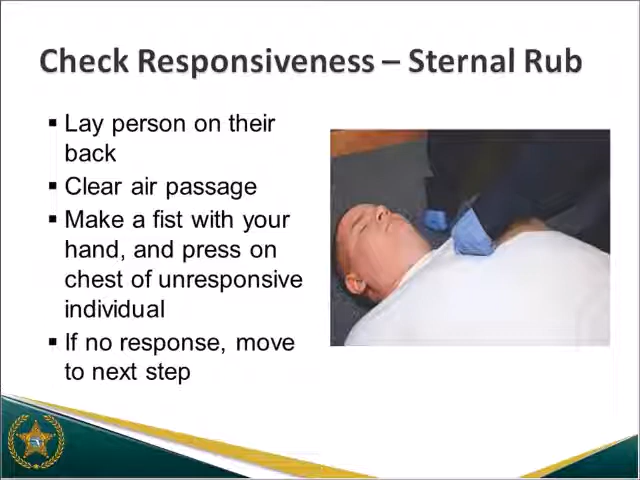 Check Responsiveness – Sternal Rub
▪ Lay person on their
back
▪ Clear air passage
▪ Make a fist with your
hand, and press on
chest of unresponsive
individual
▪ If no response, move
to next step